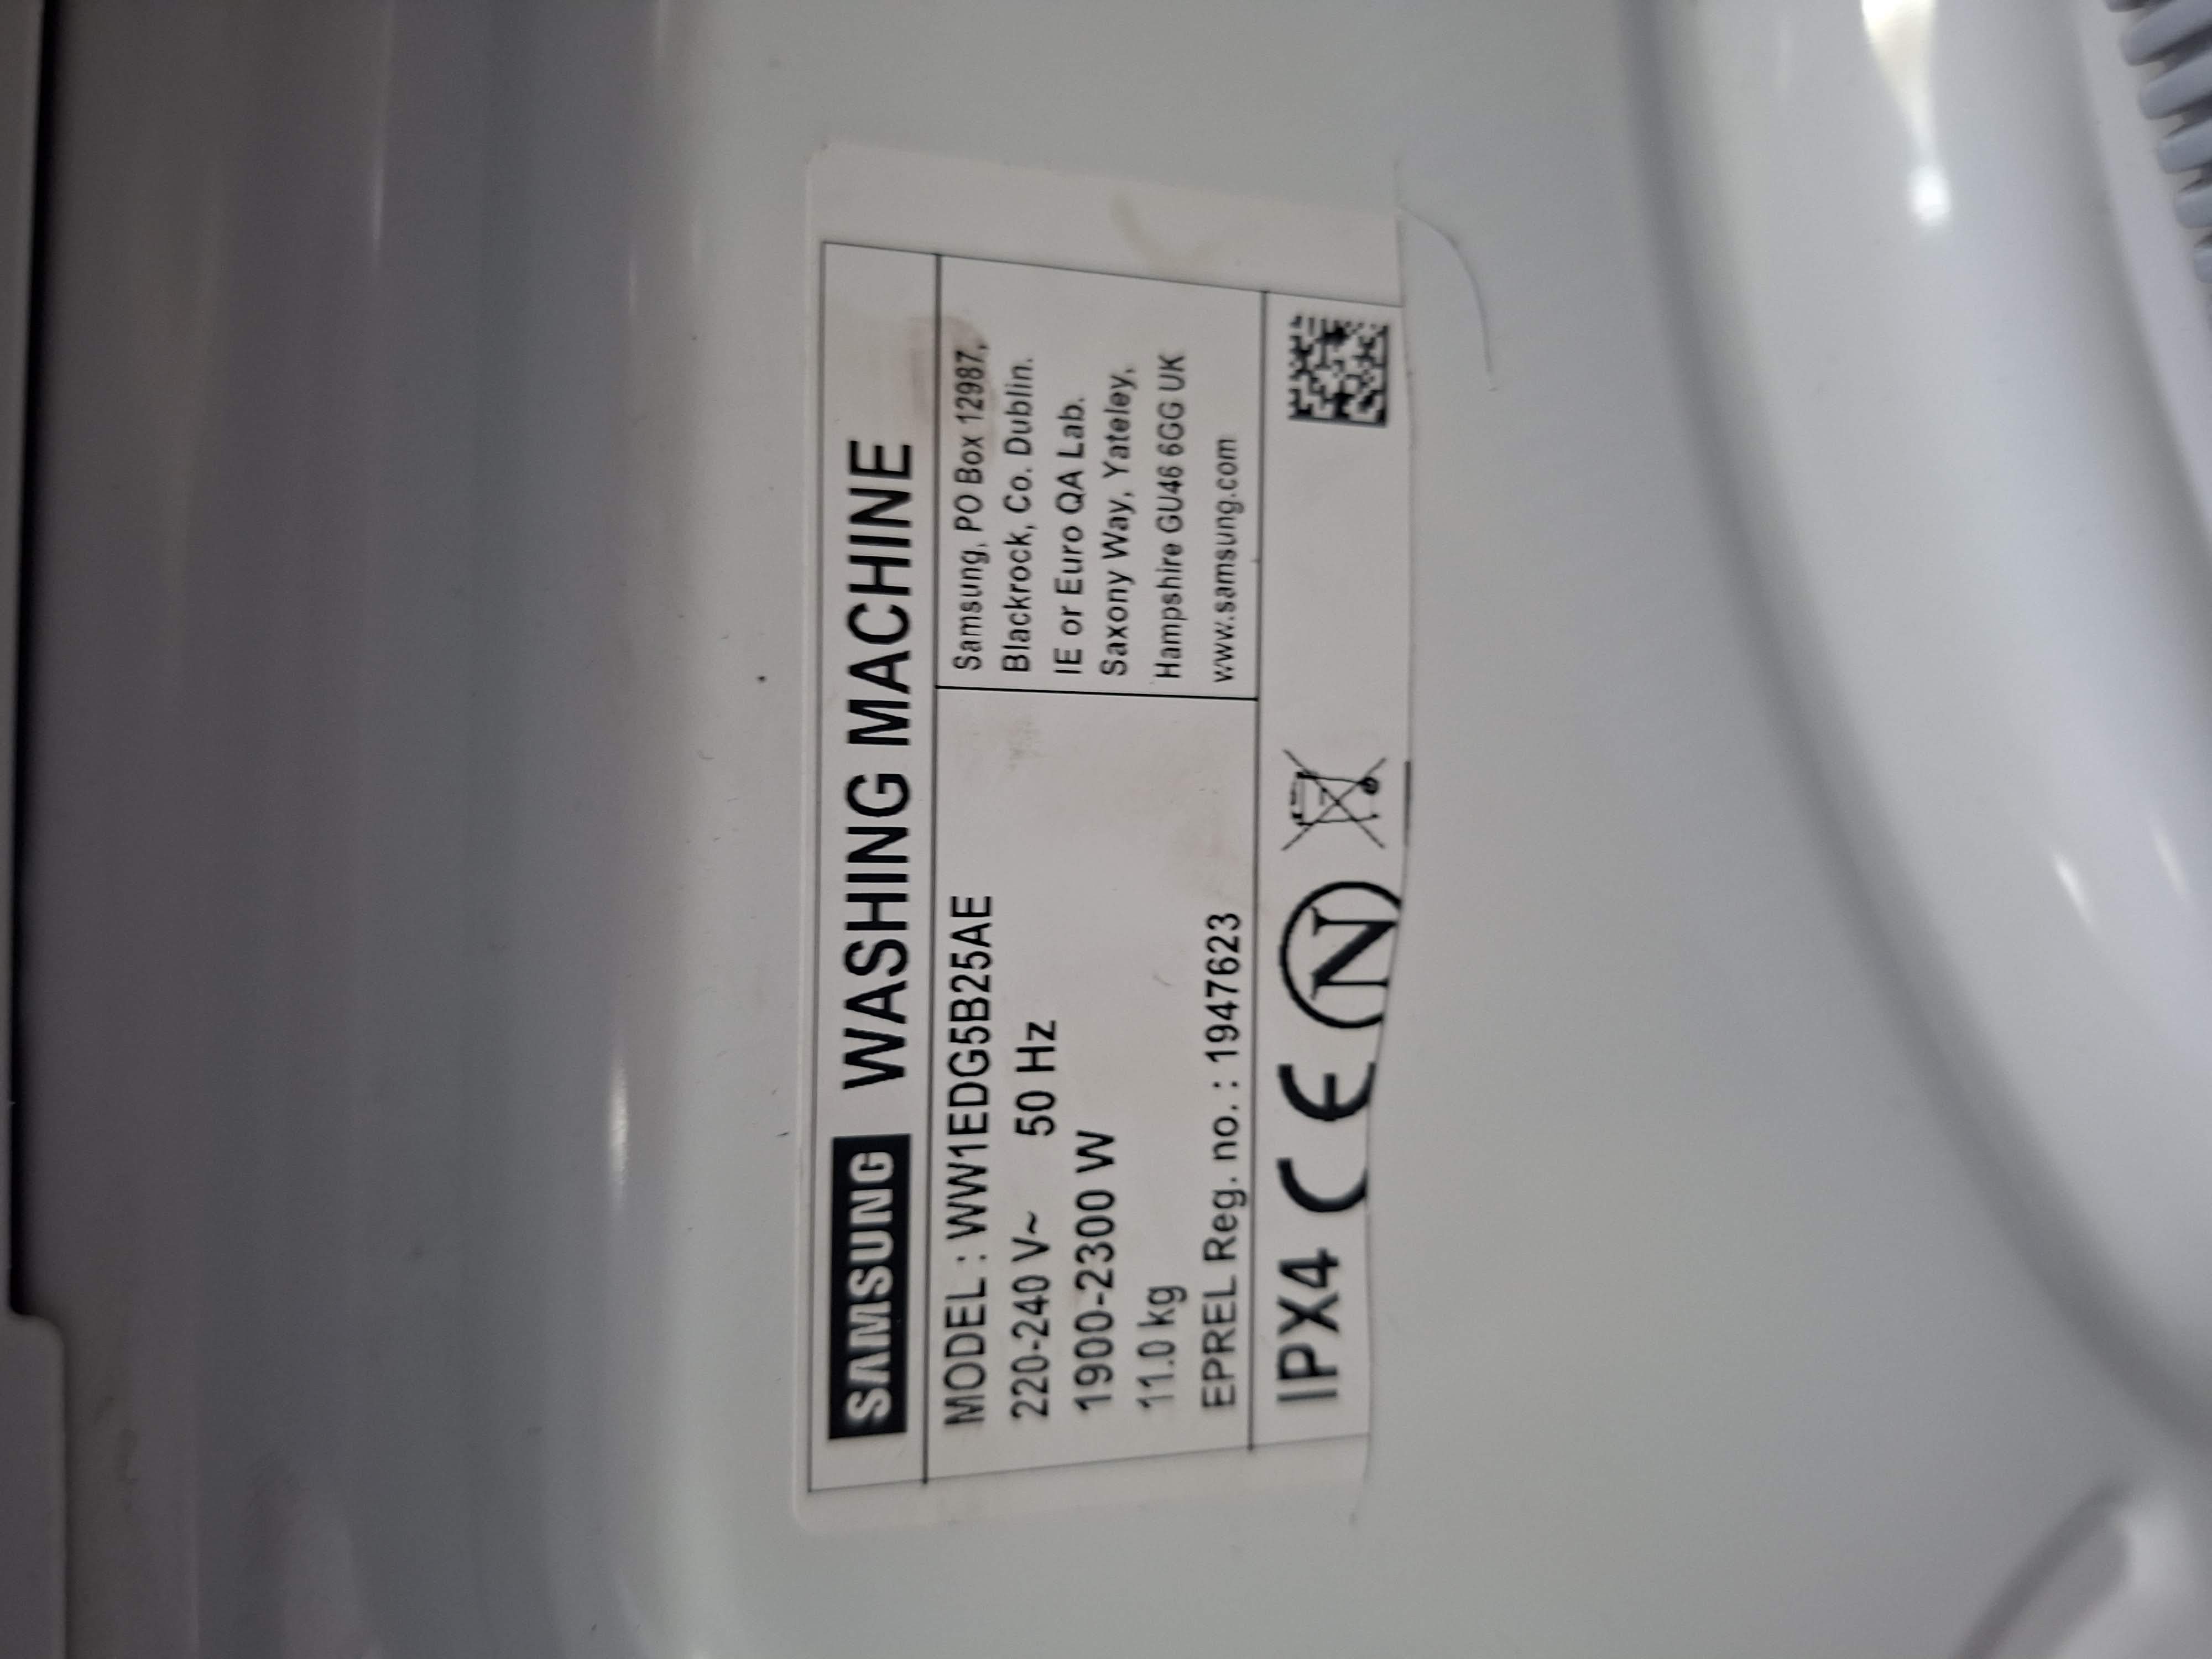 SAMSUNG WASHING MACHINE
MODEL : WW1EDG5B25AE
220-240 V~ 50 Hz
1900-2300 W
11.0 kg
EPREL Reg. no. : 1947623
Samsung, PO Box 12987,
Blackrock, Co. Dublin.
IE or Euro QA Lab.
Saxony Way, Yateley,
Hampshire GU46 6GG UK
www.samsung.com
IPX4 CE N